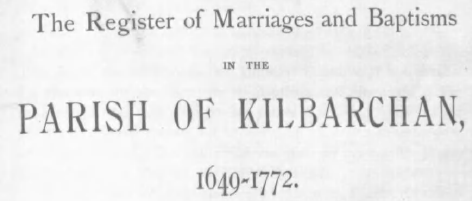 The Register of Marriages and Baptisms
IN THE
PARISH OF KILBARCHAN,
1649-1772.